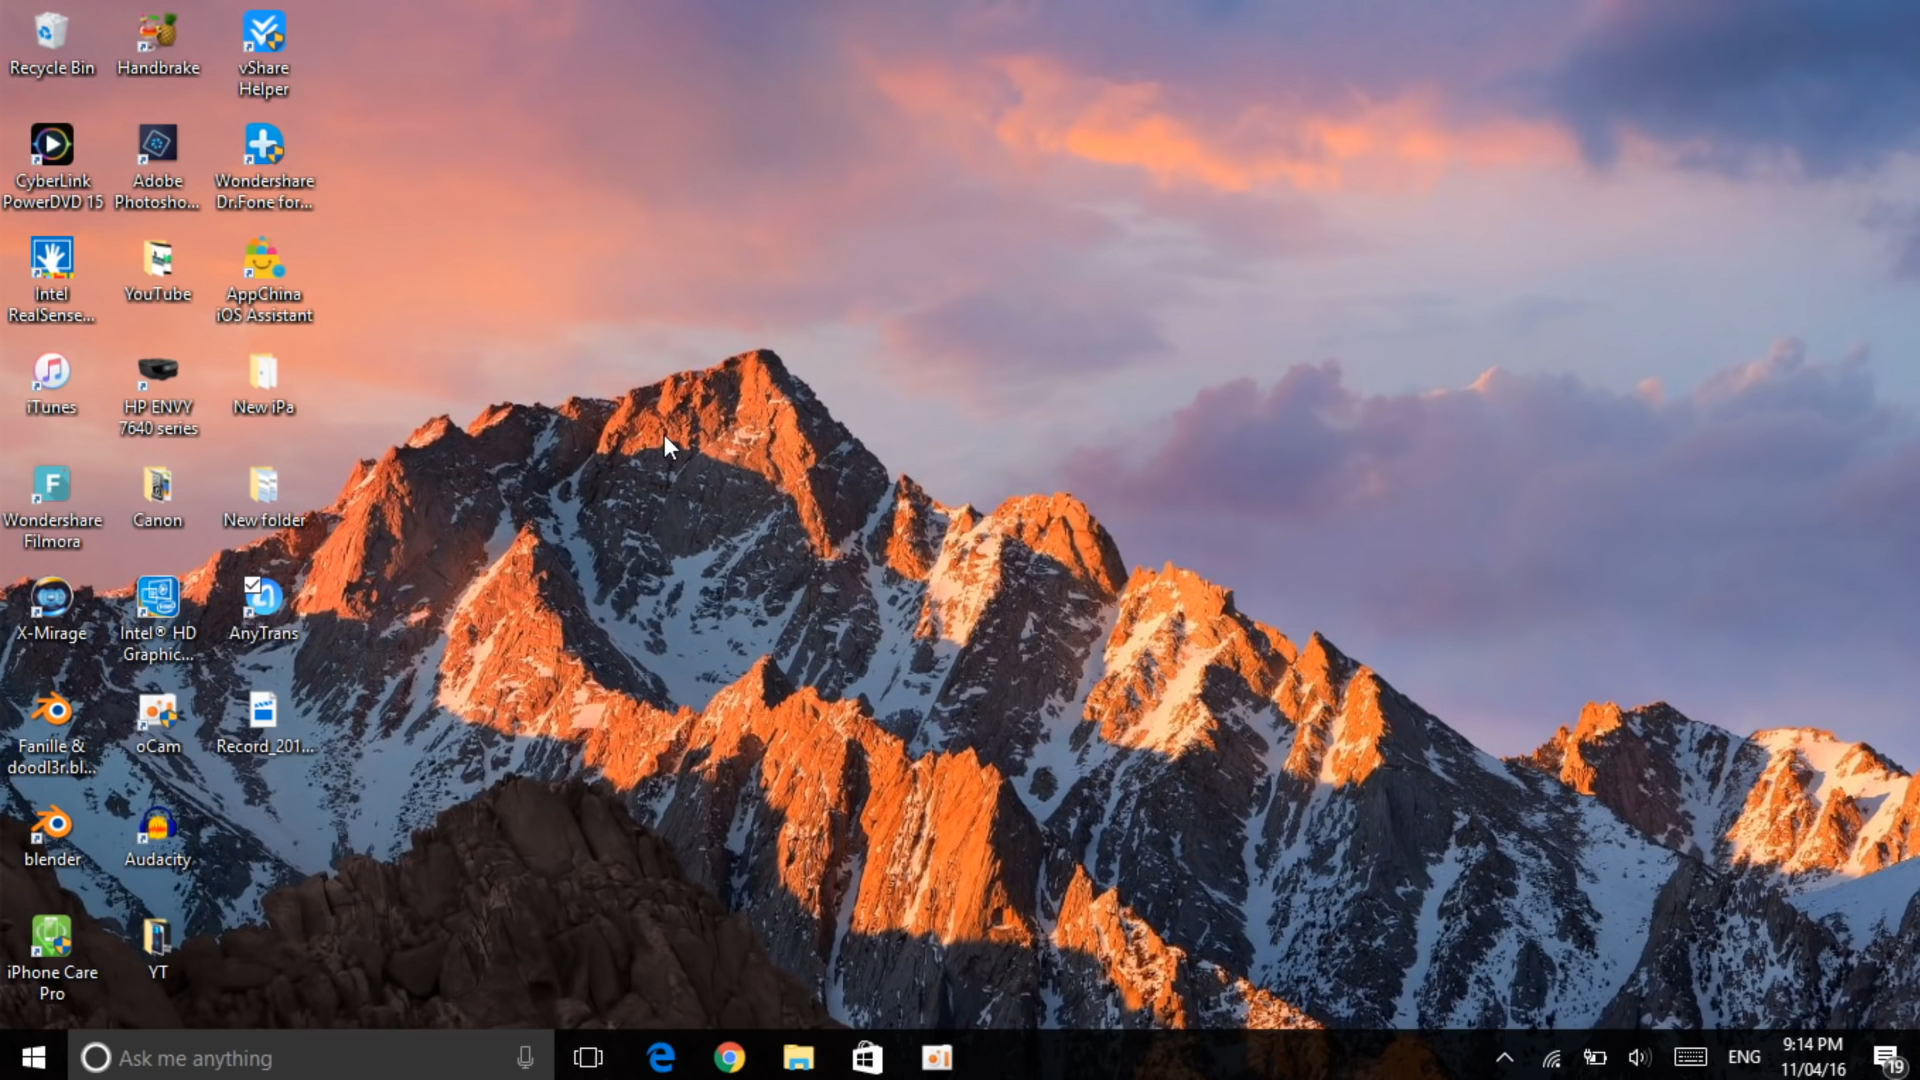 Recycle Bin
Handbrake
vShare
Helper
CyberLink
PowerDVD 15
Adobe
Photosho...
Wondershare
Dr.Fone for...
Intel
RealSense...
YouTube
AppChina
iOS Assistant
iTunes
HP ENVY
7640 series
New iPa
Wondershare
Filmora
Canon
New folder
X-Mirage
Intel® HD
Graphic...
AnyTrans
Fanille &
doodl3r.bl...
oCam
Record_201...
blender
Audacity
iPhone Care
Pro
YT
Ask me anything
ENG
9:14 PM
11/04/16
19